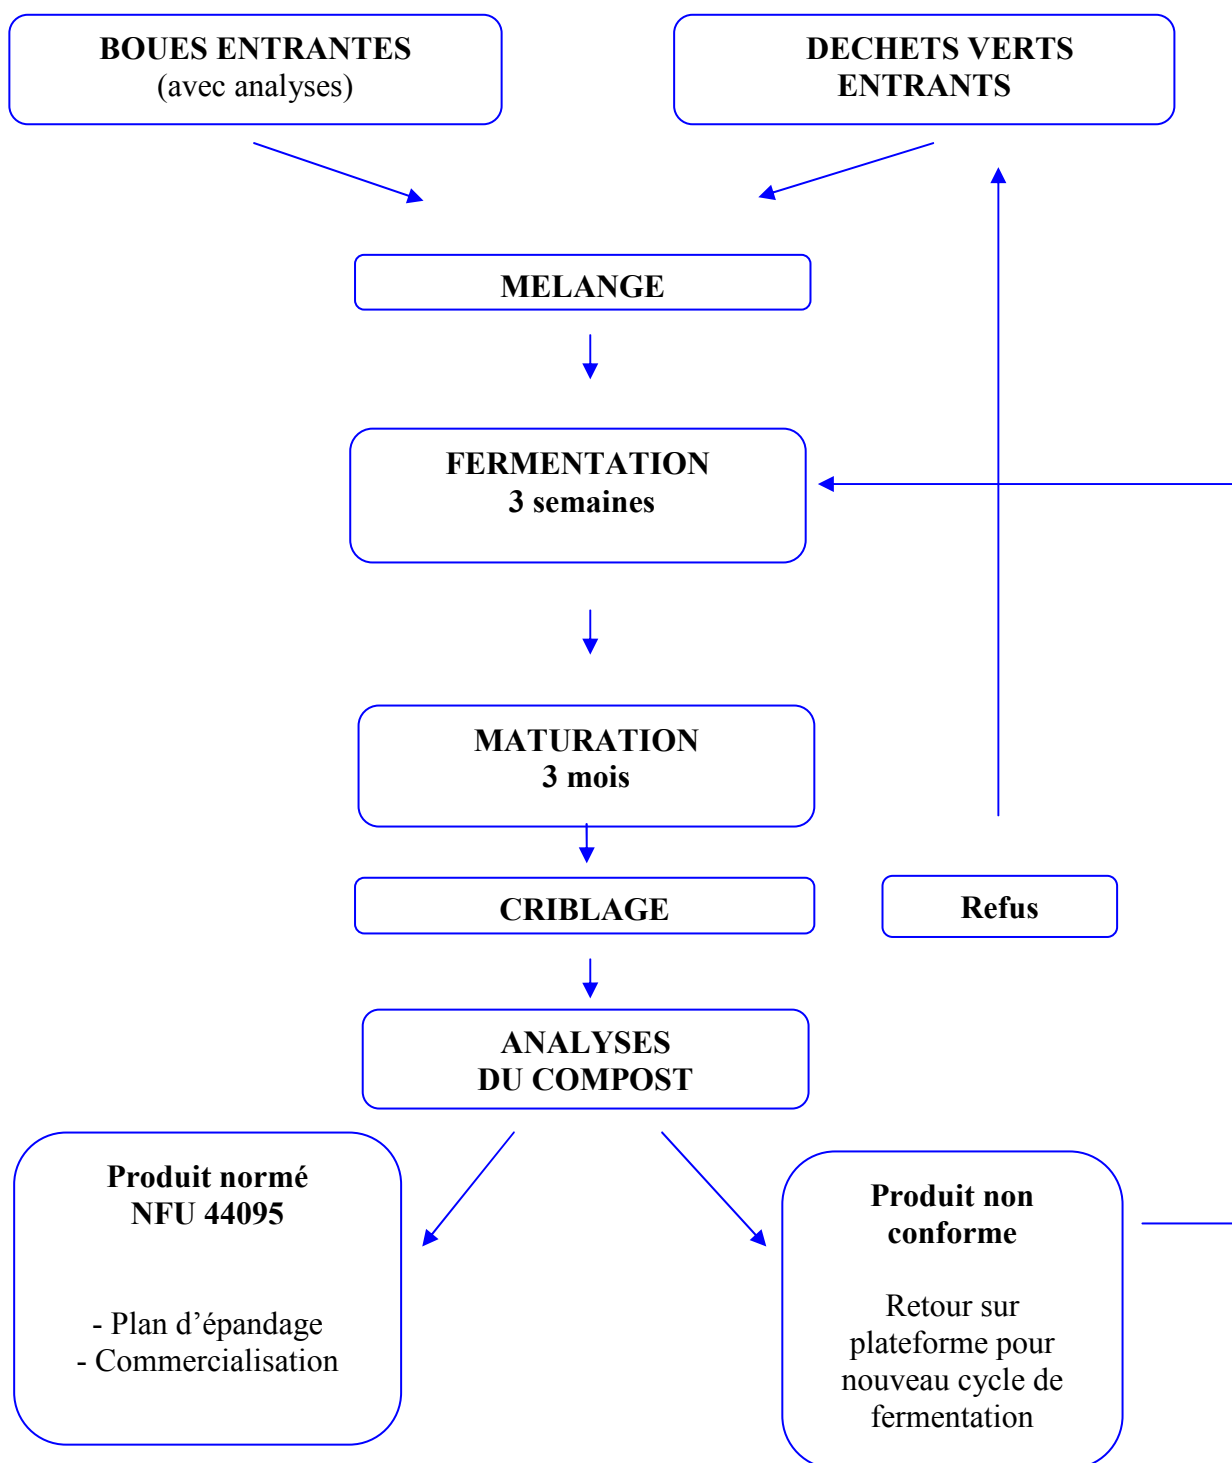 BOUES ENTRANTES
(avec analyses)
DECHETS VERTS
ENTRANTS
MELANGE
FERMENTATION
3 semaines
MATURATION
3 mois
CRIBLAGE
Refus
ANALYSES
DU COMPOST
Produit normé
NFU 44095
- Plan d’épandage
- Commercialisation
Produit non
conforme
Retour sur
plateforme pour
nouveau cycle de
fermentation